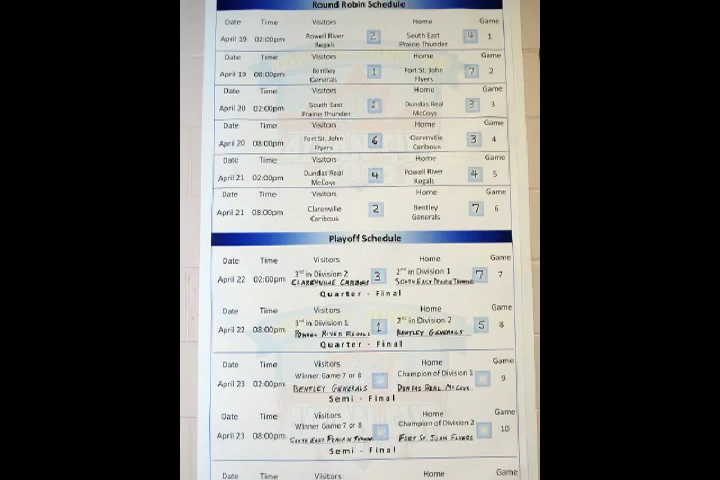 Round Robin Schedule
Date Time Visitors Home Game
April 19 02:00pm Powell River Regals 2 South East Prairie Thunder 4 1
Date Time Visitors Home Game
April 19 08:00pm Bentley Generals 1 Fort St. John Flyers 7 2
Date Time Visitors Home Game
April 20 02:00pm South East Prairie Thunder Dundas Real McCoys 3 3
Date Time Visitors Home Game
April 20 08:00pm Fort St. John Flyers 6 Clarenville Caribous 3 4
Date Time Visitors Home Game
April 21 02:00pm Dundas Real McCoys 4 Powell River Regals 4 5
Date Time Visitors Home Game
April 21 08:00pm Clarenville Caribous 2 Bentley Generals 7 6
Playoff Schedule
Date Time Visitors Home Game
April 22 02:00pm 3rd in Division 2 3 2nd in Division 1 7 7
CLARENVILLE CARIBOUS SOUTH EAST PRAIRIE THUNDER
Quarter - Final
Date Time Visitors Home Game
April 22 08:00pm 3rd in Division 1 1 2nd in Division 2 5 8
POWELL RIVER REGALS BENTLEY GENERALS
Quarter - Final
Date Time Visitors Home Game
April 23 02:00pm Winner Game 7 or 8 Champion of Division 1 9
BENTLEY GENERALS DUNDAS REAL MCCOYS
Semi - Final
Date Time Visitors Home Game
April 23 08:00pm Winner Game 7 or 8 Champion of Division 2 10
SOUTH EAST PRAIRIE THUNDER FORT ST. JOHN FLYERS
Semi - Final
Date Time Visitors Home Game